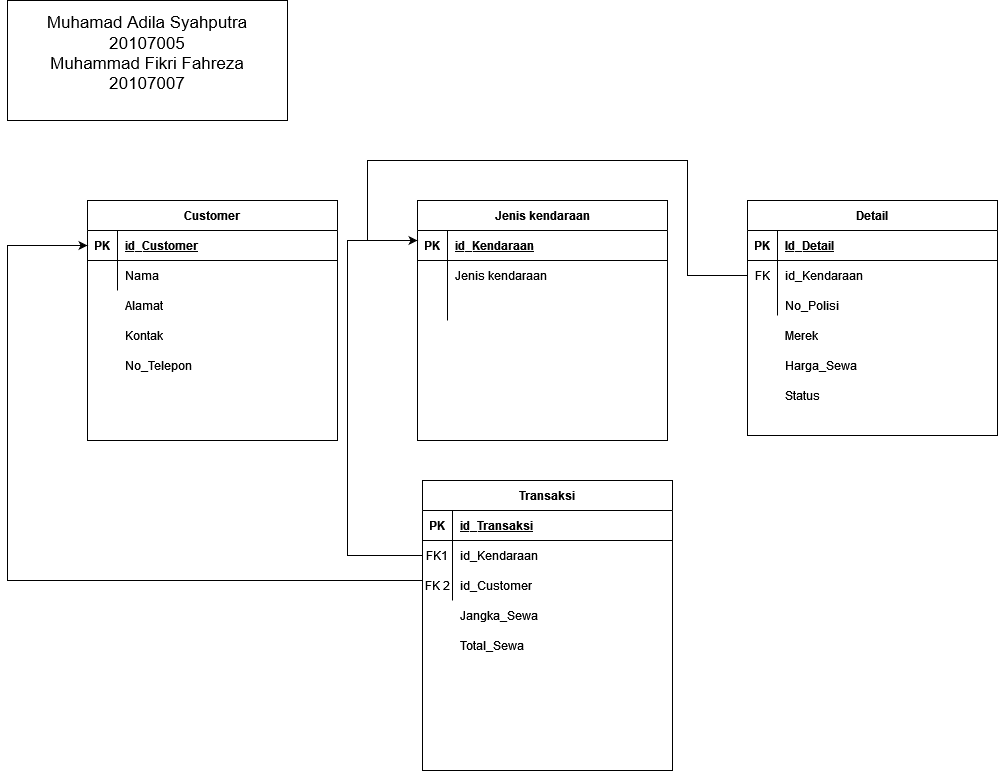 Muhamad Adila Syahputra
20107005
Muhammad Fikri Fahreza
20107007
Customer
PK id_Customer
Nama
Alamat
Kontak
No_Telepon
Jenis kendaraan
PK id_Kendaraan
Jenis kendaraan
Detail
PK Id_Detail
FK id_Kendaraan
No_Polisi
Merek
Harga_Sewa
Status
Transaksi
PK id_Transaksi
FK1 id_Kendaraan
FK 2 id_Customer
Jangka_Sewa
Total_Sewa